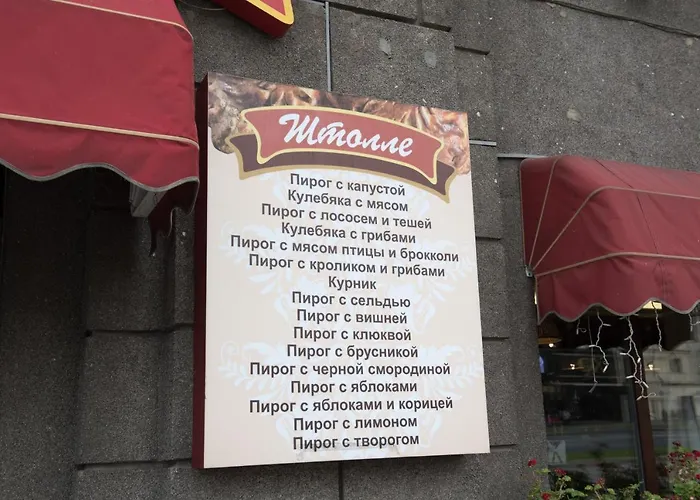 Штолле
Пирог с капустой
Кулебяка с мясом
Пирог с лососем и тешей
Кулебяка с грибами
Пирог с мясом птицы и брокколи
Пирог с кроликом и грибами
Курник
Пирог с сельдью
Пирог с вишней
Пирог с клюквой
Пирог с брусникой
Пирог с черной смородиной
Пирог с яблоками
Пирог с яблоками и корицей
Пирог с лимоном
Пирог с творогом